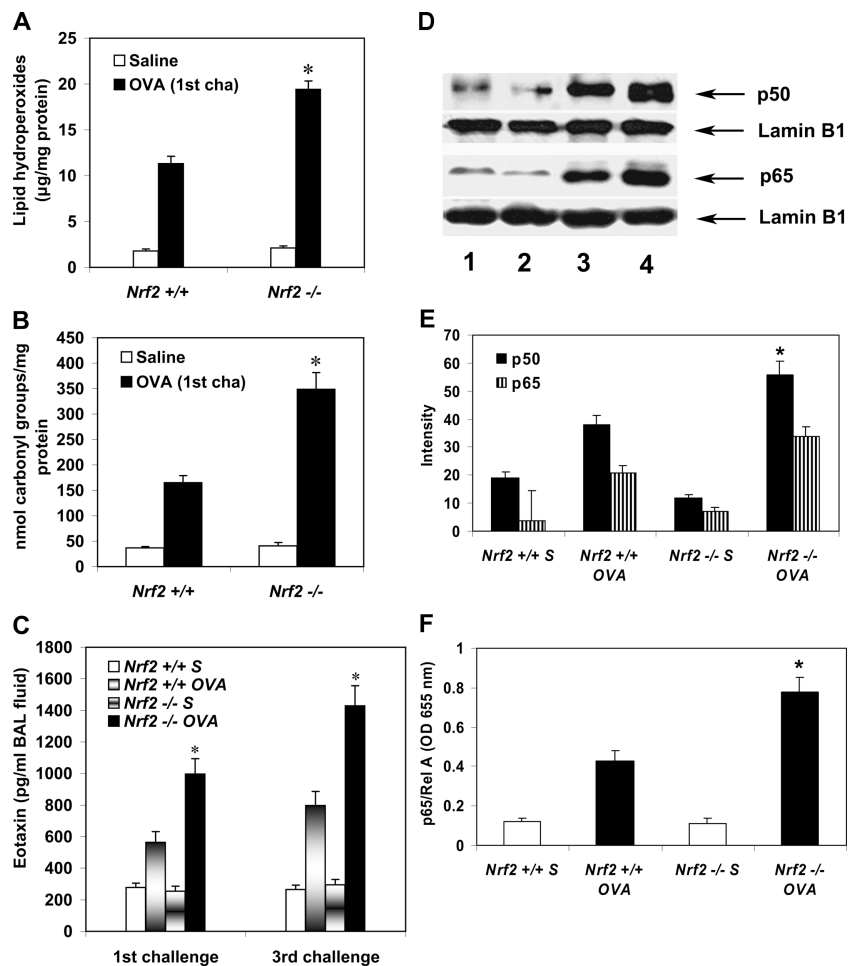 A
Lipid hydroperoxides
(µg/mg protein)
25
20
15
10
5
0
Saline
OVA (1st cha)
*
Nrf2 +/+
Nrf2 -/-
B
nmol carbonyl groups/mg
protein
450
400
350
300
250
200
150
100
50
0
Saline
OVA (1st cha)
*
Nrf2 +/+
Nrf2 -/-
C
Eotaxin (pg/ml BAL fluid)
1800
1600
1400
1200
1000
800
600
400
200
0
Nrf2 +/+ S
Nrf2 +/+ OVA
Nrf2 -/- S
Nrf2 -/- OVA
*
*
1st challenge
3rd challenge
D
p50
Lamin B1
p65
Lamin B1
1 2 3 4
E
Intensity
70
60
50
40
30
20
10
0
p50
p65
*
Nrf2 +/+ S
Nrf2 +/+
OVA
Nrf2 -/- S
Nrf2 -/-
OVA
F
p65/Rel A (OD 655 nm)
1
0.8
0.6
0.4
0.2
0
*
Nrf2 +/+ S
Nrf2 +/+
OVA
Nrf2 -/- S
Nrf2 -/-
OVA